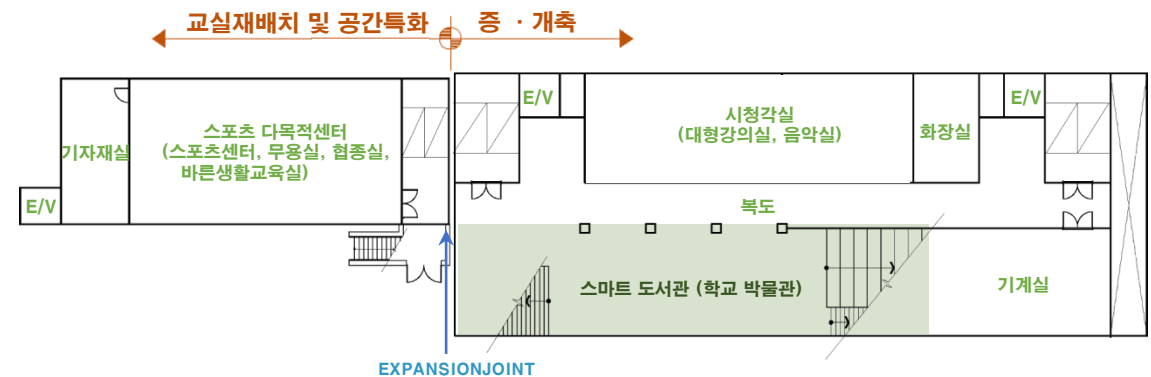 교실재배치 및 공간특화
증 · 개축
E/V
E/V
시청각실
(대형강의실, 음악실)
화장실
스포츠 다목적센터
(스포츠센터, 무용실, 협종실,
바른생활교육실)
기자재실
E/V
복도
스마트 도서관 (학교 박물관)
기계실
EXPANSIONJOINT